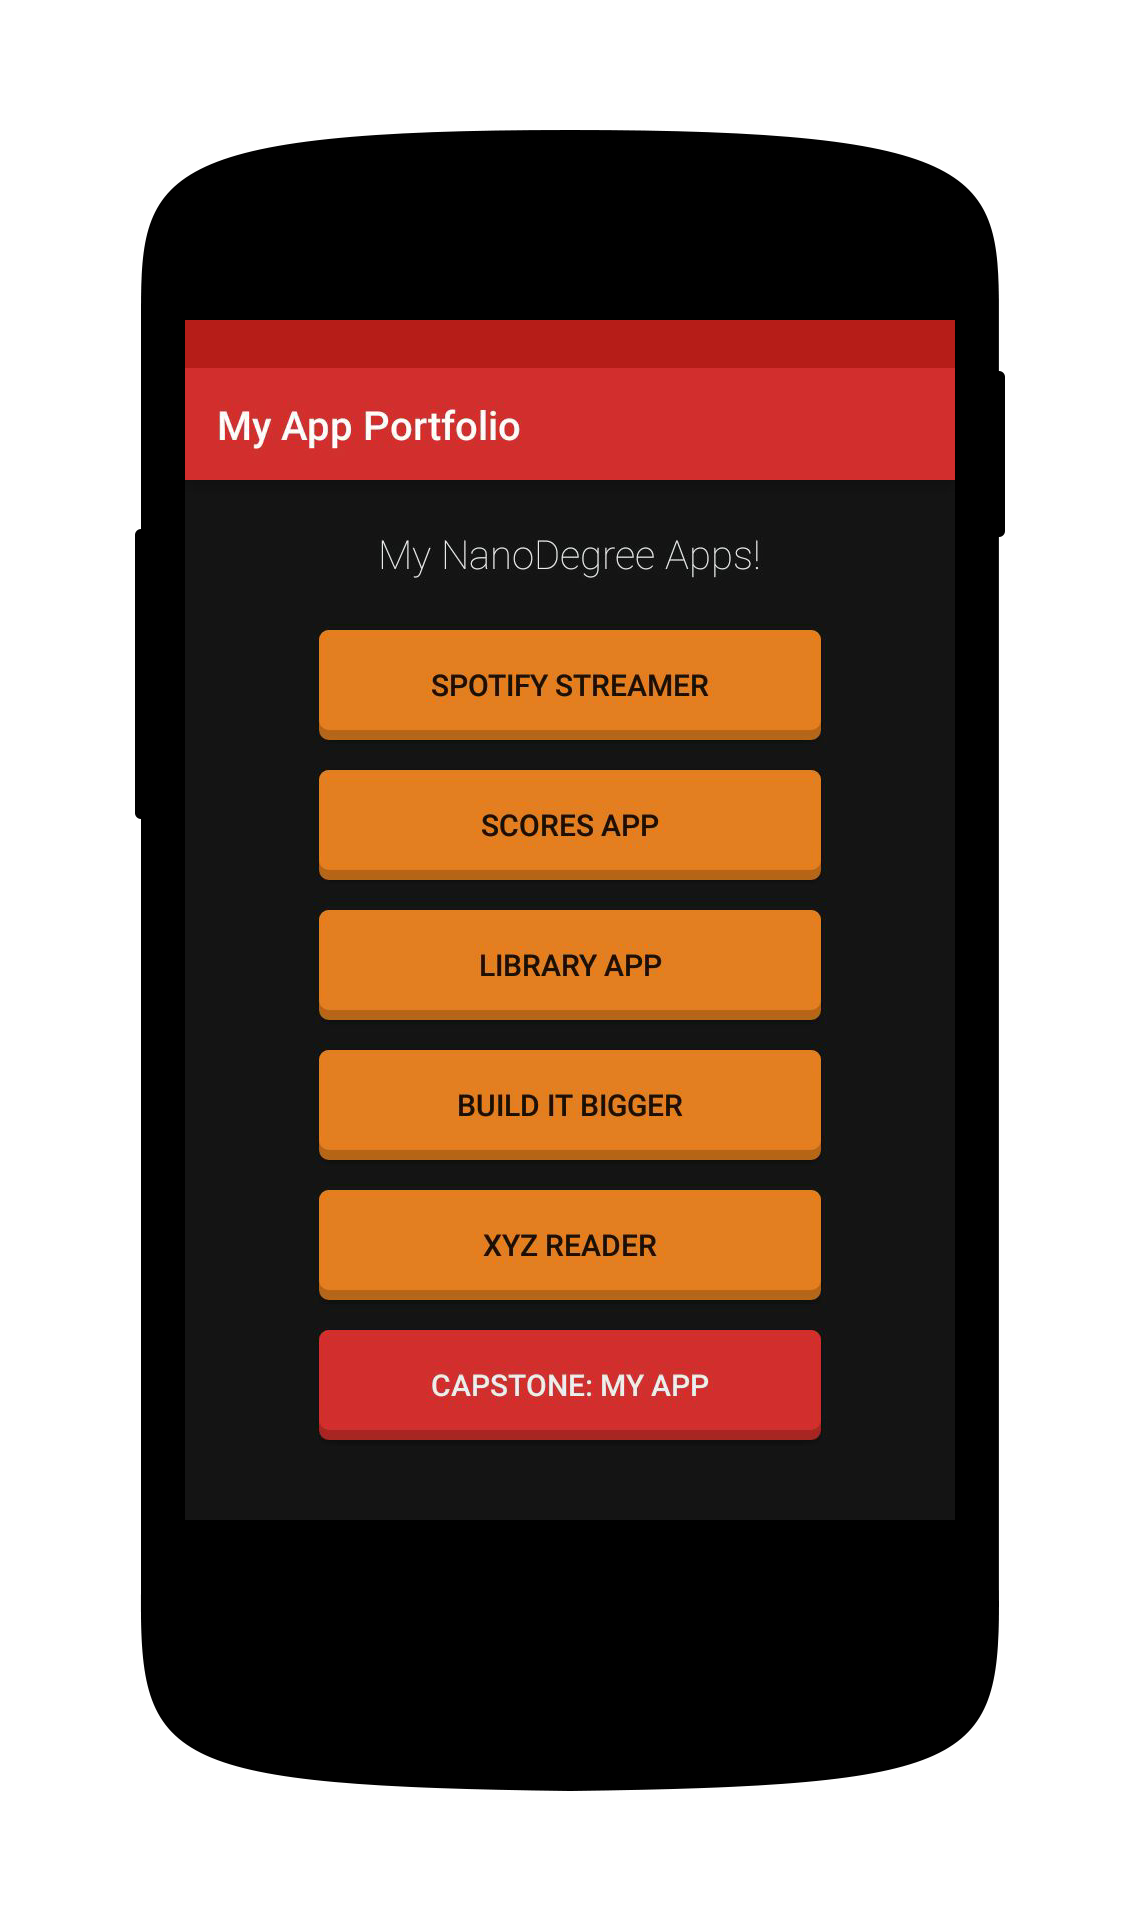 My App Portfolio
My NanoDegree Apps!
SPOTIFY STREAMER
SCORES APP
LIBRARY APP
BUILD IT BIGGER
XYZ READER
CAPSTONE: MY APP